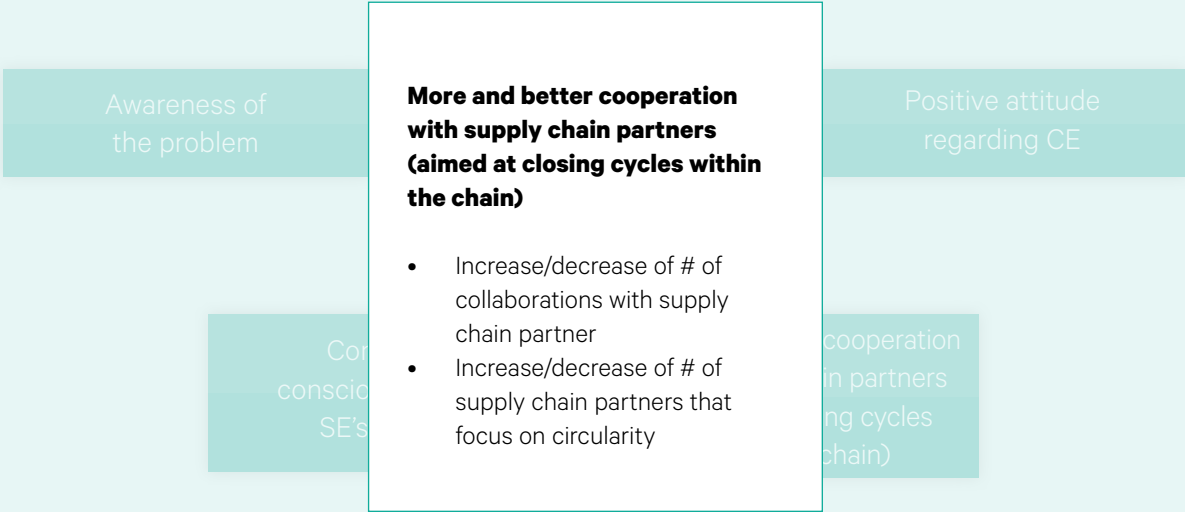 Awareness of
the problem
More and better cooperation
with supply chain partners
(aimed at closing cycles within
the chain)
• Increase/decrease of # of
collaborations with supply
chain partner
• Increase/decrease of # of
supply chain partners that
focus on circularity
Positive attitude
regarding CE
SE's
cooperation
partners
cycles
chain)